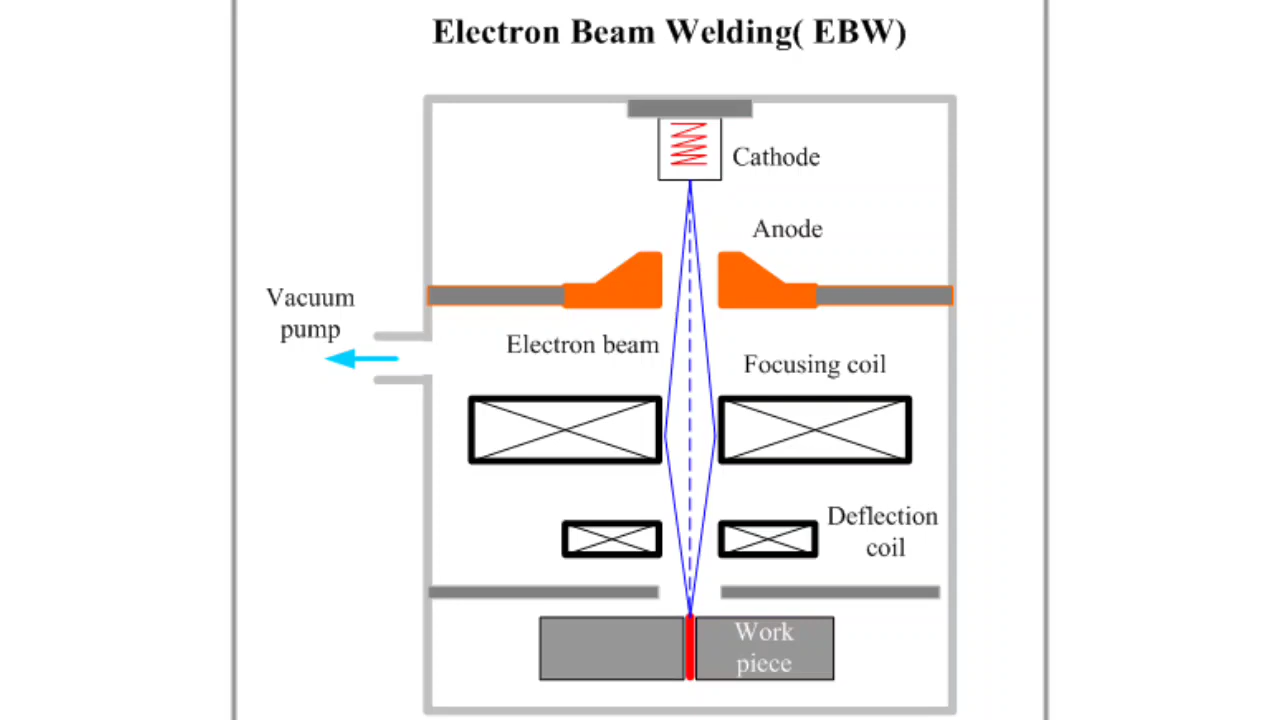 Electron Beam Welding( EBW)
Cathode
Anode
Vacuum
pump
Electron beam
Focusing coil
Deflection
coil
Work
piece